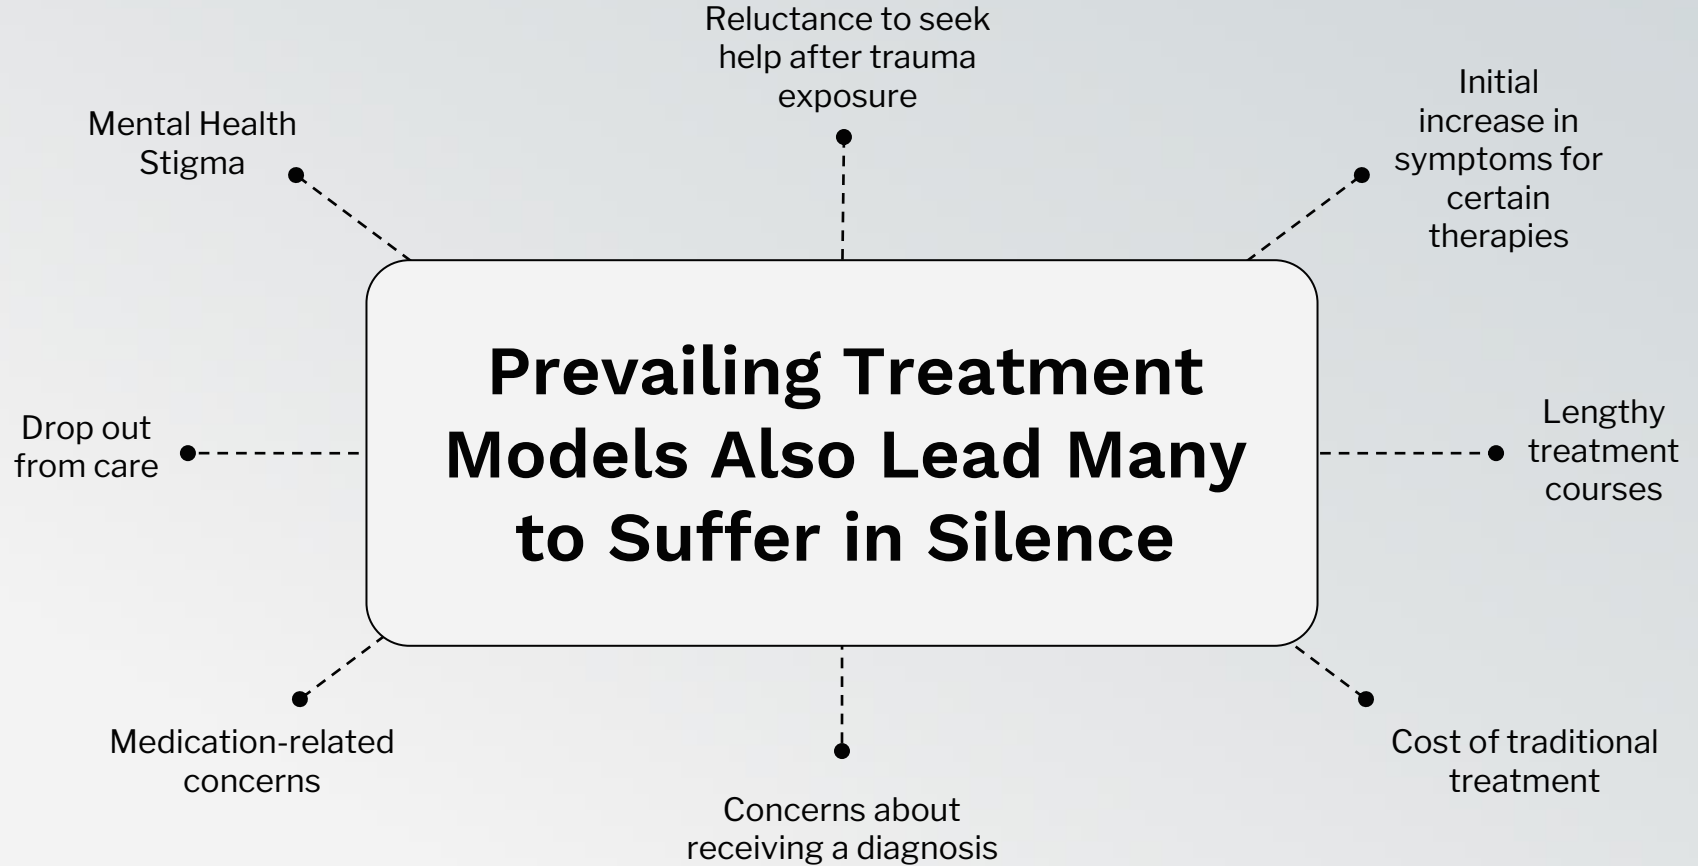 Reluctance to seek
help after trauma
exposure
Mental Health
Stigma
Initial
increase in
symptoms for
certain
therapies
Prevailing Treatment
Models Also Lead Many
to Suffer in Silence
Drop out
from care
Lengthy
treatment
courses
Medication-related
concerns
Concerns about
receiving a diagnosis
Cost of traditional
treatment